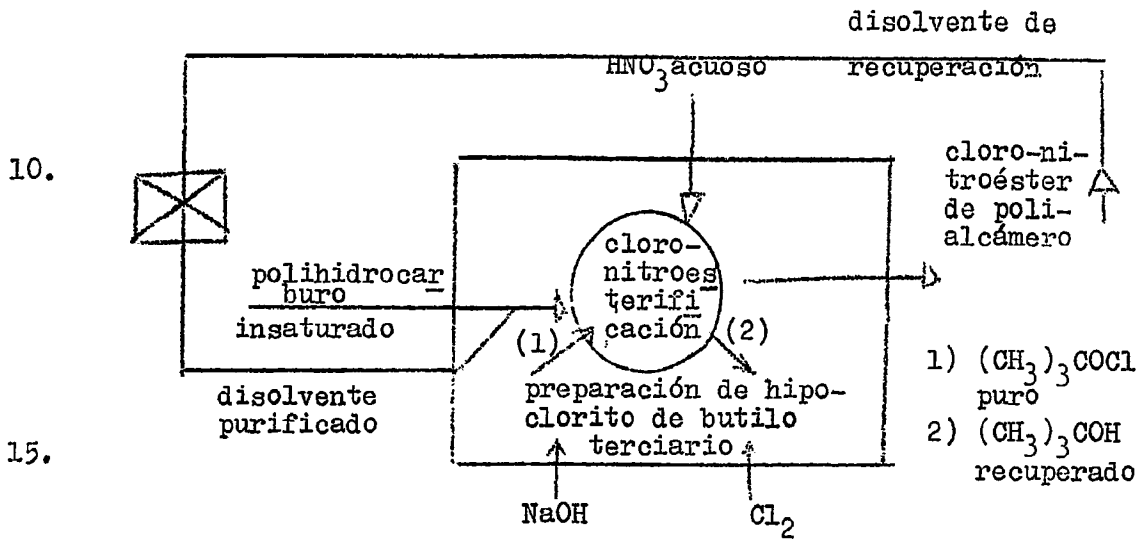 disolvente de
HNO3 acuoso recuperación
10.
cloro-ni-
troéster
de poli-
alcámero
cloro-
nitroes
terifi
cación
polihidrocar
buro
insaturado
(1)
(2)
disolvente
purificado
preparación de hipo-
clorito de butilo
terciario
1) (CH3)3COCl
puro
2) (CH3)3COH
recuperado
15.
NaOH
Cl2